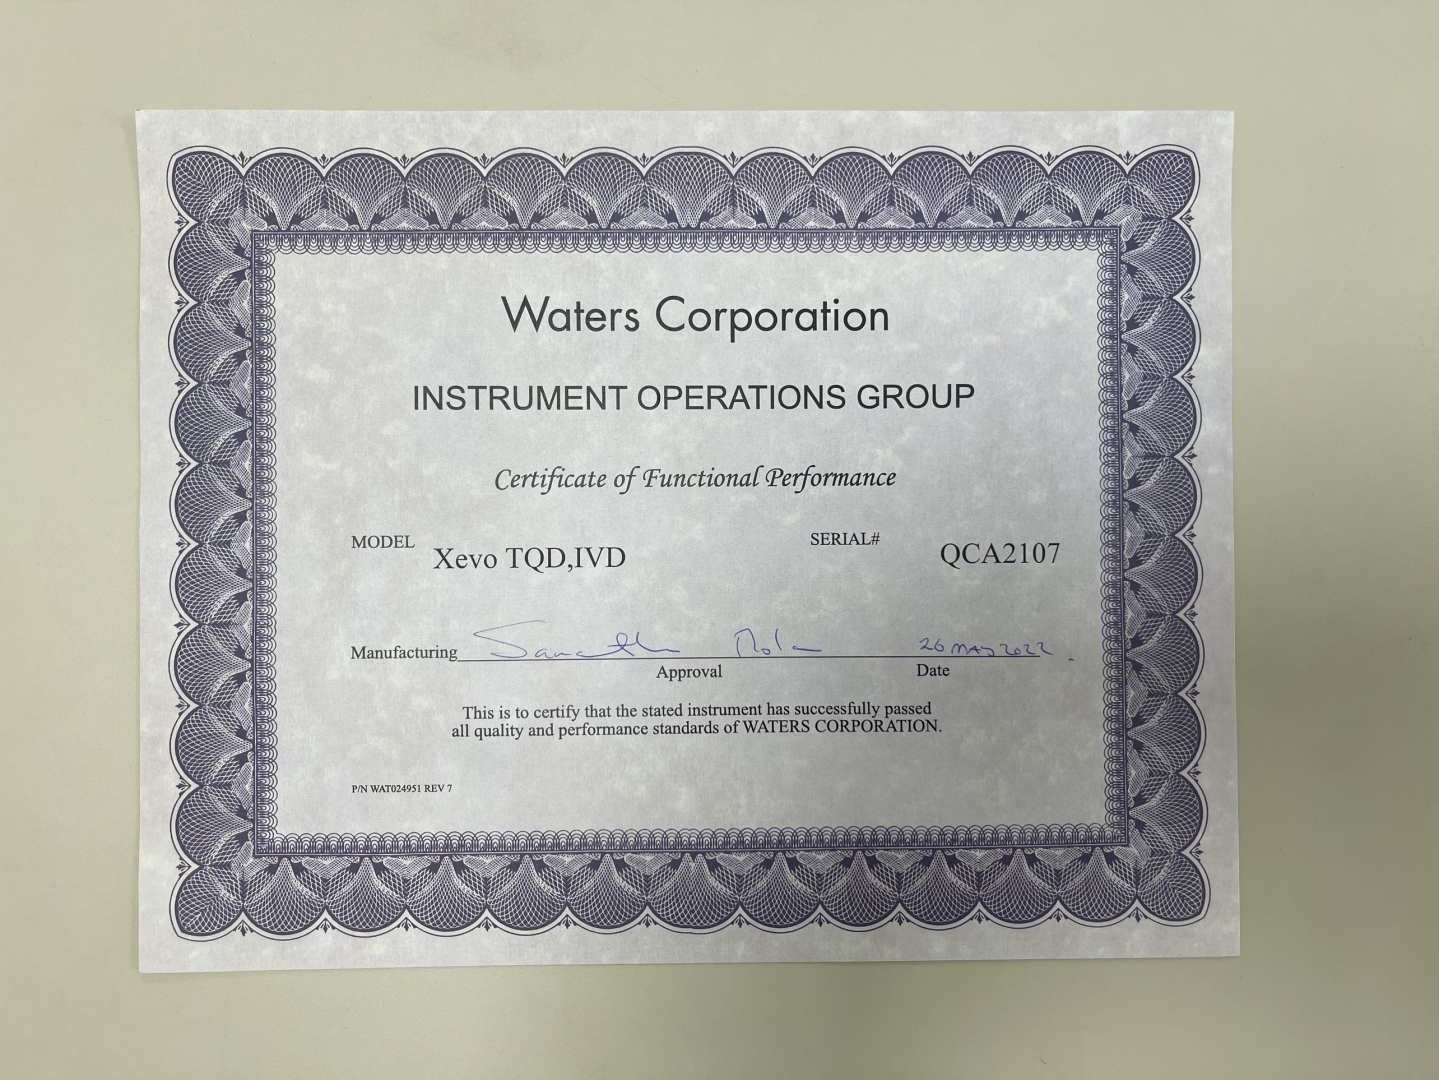 Waters Corporation
INSTRUMENT OPERATIONS GROUP
Certificate of Functional Performance
MODEL Xevo TQD,IVD SERIAL# QCA2107
Manufacturing Samantha 26 MAY 2022
Approval Date
This is to certify that the stated instrument has successfully passed
all quality and performance standards of WATERS CORPORATION.
P/N WAT024951 REV 7